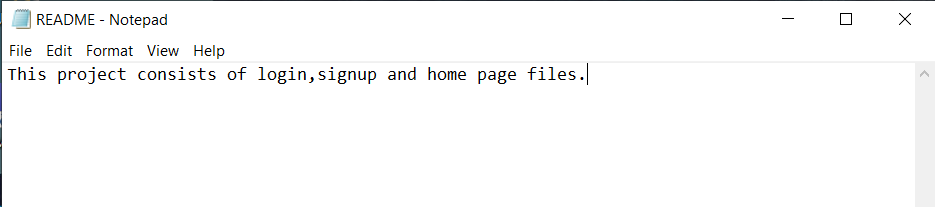 README - Notepad
File Edit Format View Help
This project consists of login,signup and home page files.